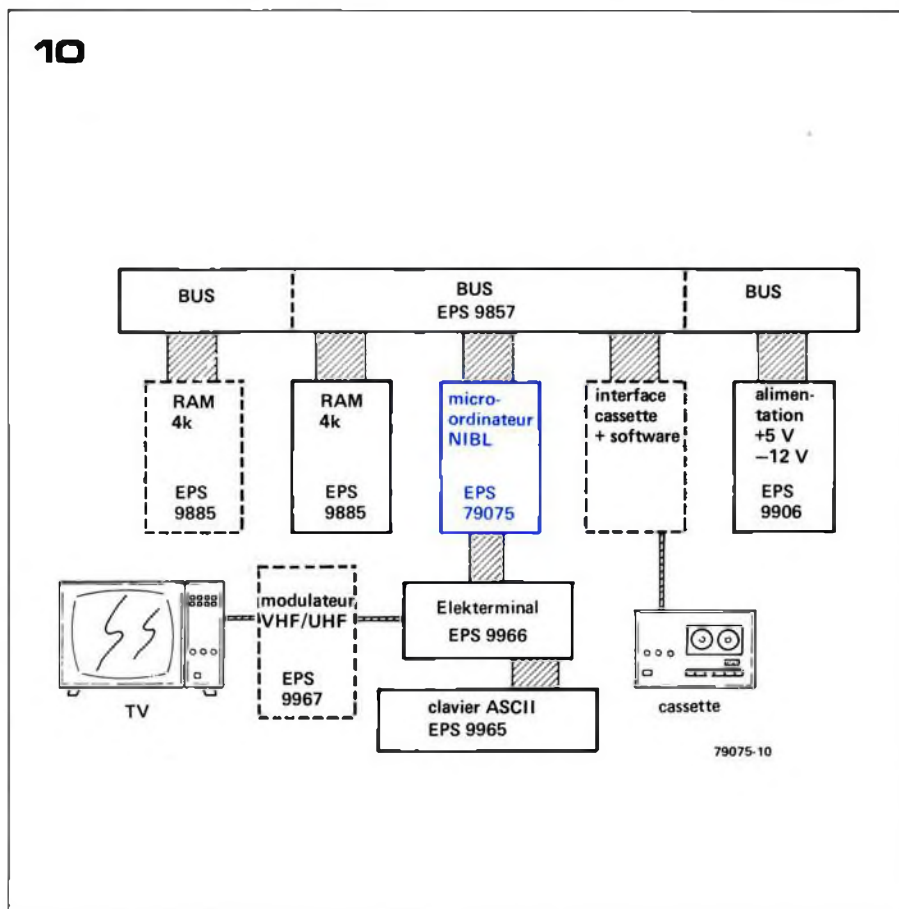 10
BUS
BUS
EPS 9857
BUS
RAM
4k
EPS
9885
RAM
4k
EPS
9885
micro-
ordinateur
NIBL
EPS
79075
interface
cassette
+ software
alimen-
tation
+5 V
−12 V
EPS
9906
modulateur
VHF/UHF
EPS
9967
Elekterminal
EPS 9966
clavier ASCII
EPS 9965
TV
cassette
79075-10